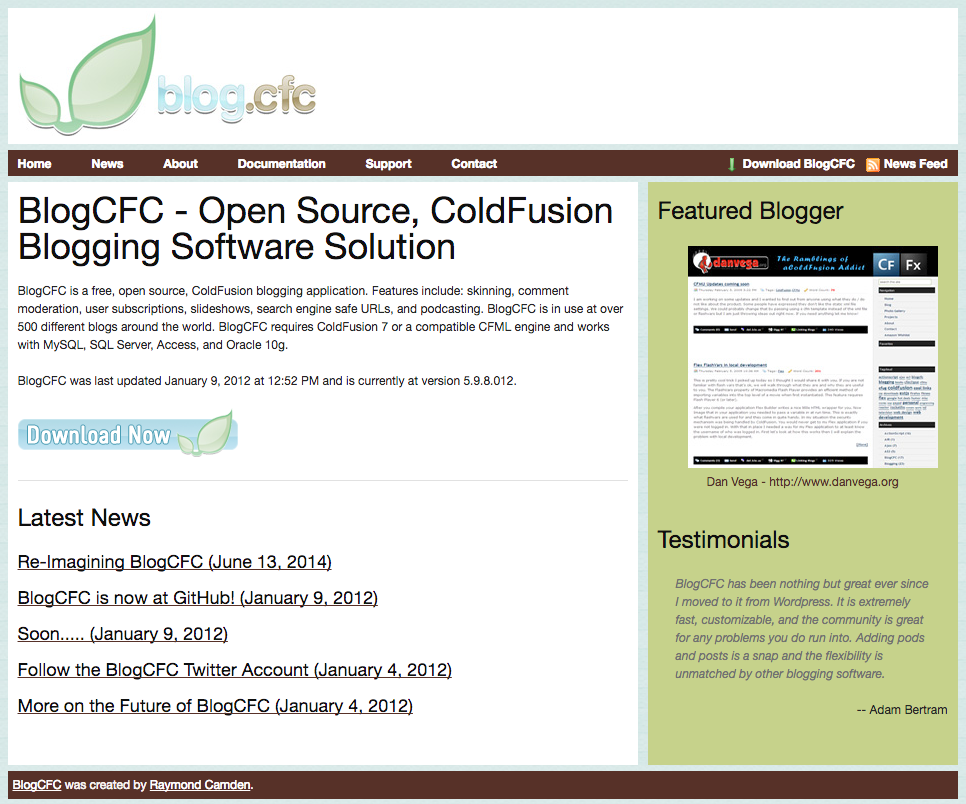 blog.cfc
Home News About Documentation Support Contact Download BlogCFC News Feed
BlogCFC - Open Source, ColdFusion
Blogging Software Solution
BlogCFC is a free, open source, ColdFusion blogging application. Features include: skinning, comment
moderation, user subscriptions, slideshows, search engine safe URLs, and podcasting. BlogCFC is in use at over
500 different blogs around the world. BlogCFC requires ColdFusion 7 or a compatible CFML engine and works
with MySQL, SQL Server, Access, and Oracle 10g.
BlogCFC was last updated January 9, 2012 at 12:52 PM and is currently at version 5.9.8.012.
Download Now
Latest News
Re-Imagining BlogCFC (June 13, 2014)
BlogCFC is now at GitHub! (January 9, 2012)
Soon..... (January 9, 2012)
Follow the BlogCFC Twitter Account (January 4, 2012)
More on the Future of BlogCFC (January 4, 2012)
Featured Blogger
danvega.org
The Ramblings of
a ColdFusion Addict
CF Fx
CFMU Updates coming soon
Flex FlashVars in local development
Dan Vega - http://www.danvega.org
Testimonials
BlogCFC has been nothing but great ever since
I moved to it from Wordpress. It is extremely
fast, customizable, and the community is great
for any problems you do run into. Adding pods
and posts is a snap and the flexibility is
unmatched by other blogging software.
-- Adam Bertram
BlogCFC was created by Raymond Camden.